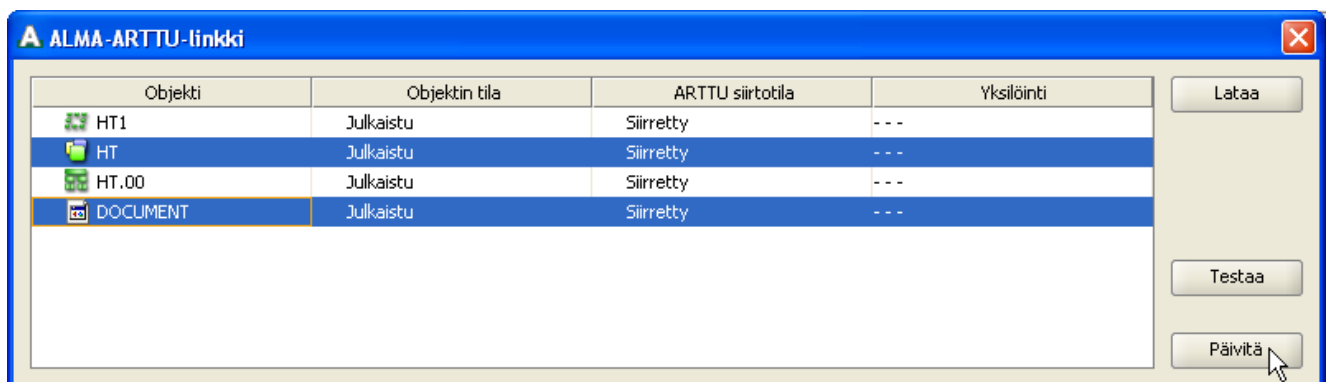 A ALMA-ARTTU-linkki
Objekti Objektin tila ARTTU siirtotila Yksilöinti Lataa
HT1 Julkaistu Siirretty - - -
HT Julkaistu Siirretty - - -
HT.00 Julkaistu Siirretty - - -
DOCUMENT Julkaistu Siirretty - - -
Testaa
Päivitä